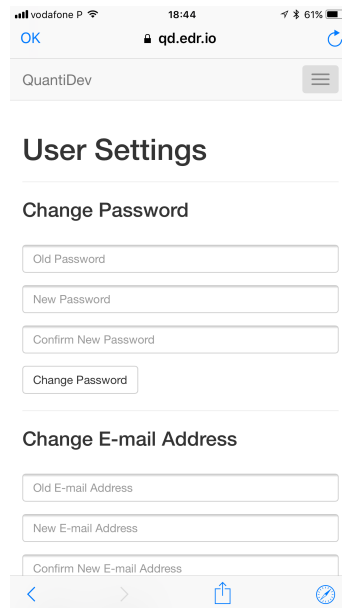 vodafone P 18:44 61%
OK qd.edr.io
QuantiDev
User Settings
Change Password
Old Password
New Password
Confirm New Password
Change Password
Change E-mail Address
Old E-mail Address
New E-mail Address
Confirm New E-mail Address